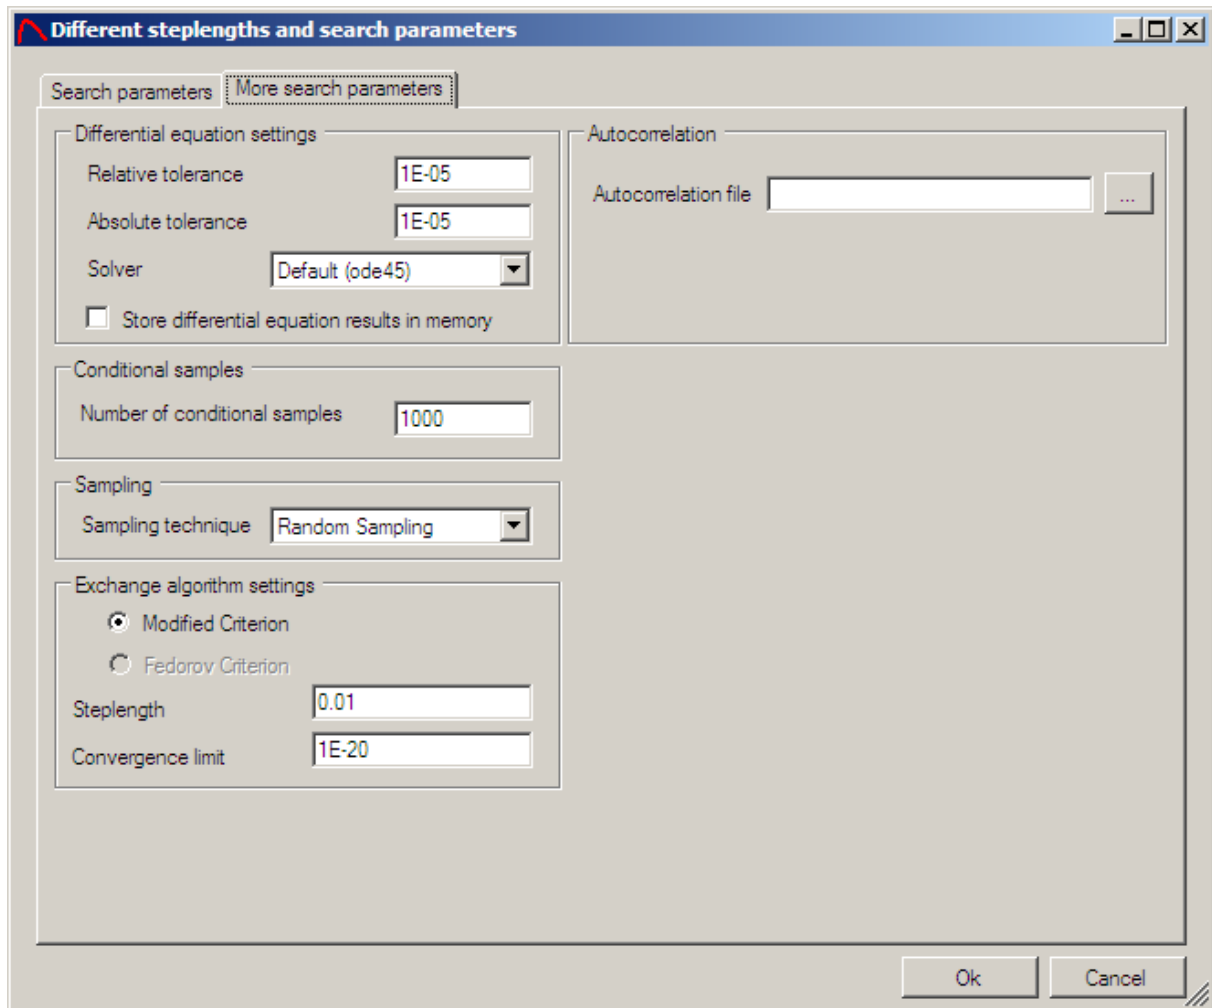 Different steplengths and search parameters
Search parameters
More search parameters
Differential equation settings
Relative tolerance
1E-05
Absolute tolerance
1E-05
Solver
Default (ode45)
Store differential equation results in memory
Autocorrelation
Autocorrelation file
...
Conditional samples
Number of conditional samples
1000
Sampling
Sampling technique
Random Sampling
Exchange algorithm settings
Modified Criterion
Fedorov Criterion
Steplength
0.01
Convergence limit
1E-20
Ok
Cancel